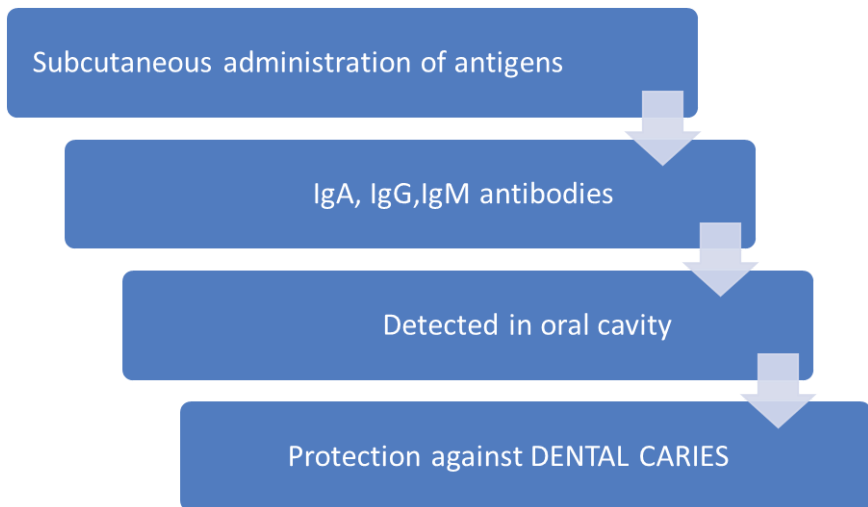 Subcutaneous administration of antigens
IgA, IgG,IgM antibodies
Detected in oral cavity
Protection against DENTAL CARIES